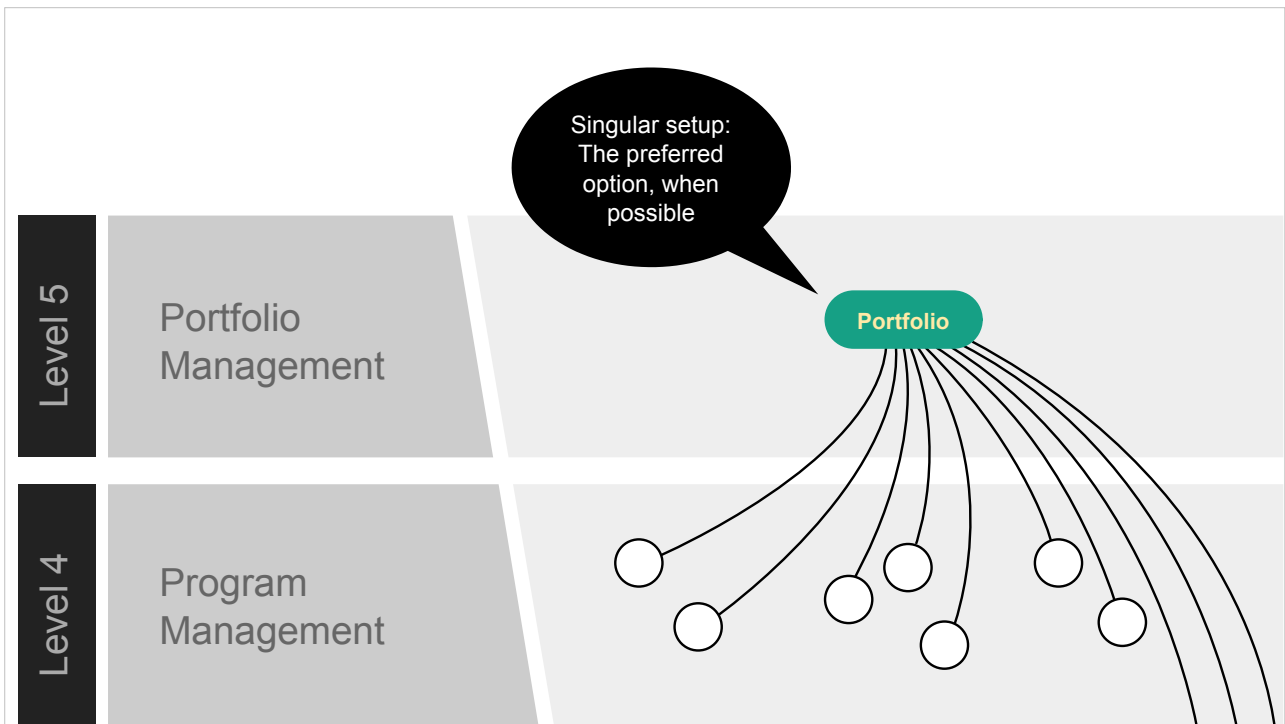 Singular setup:
The preferred
option, when
possible
Level 5
Portfolio
Management
Portfolio
Level 4
Program
Management